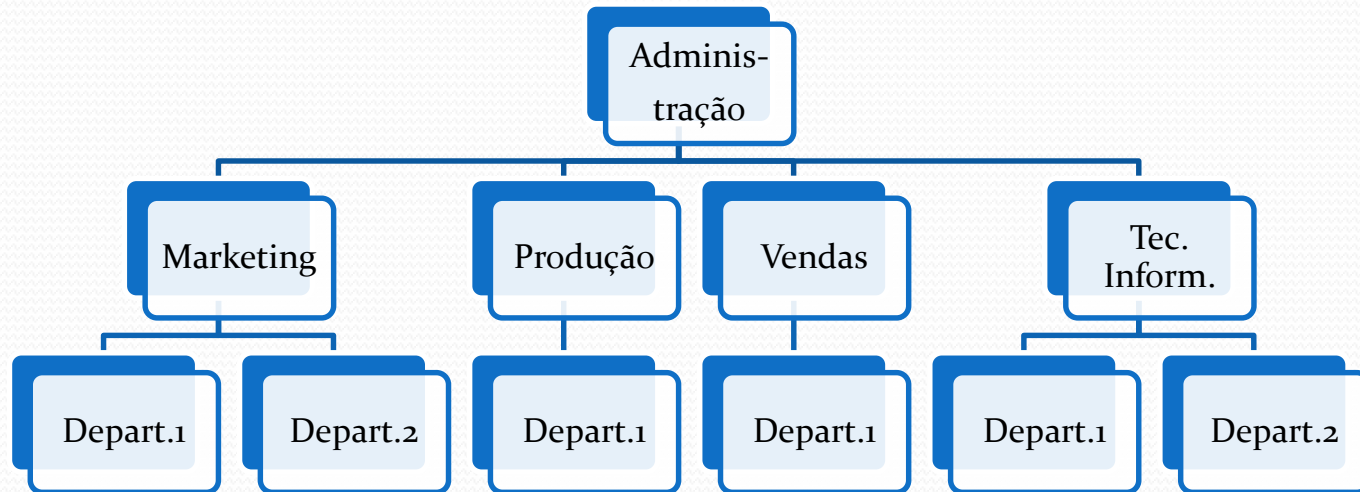 Adminis-
tração
Marketing
Produção
Vendas
Tec.
Inform.
Depart.1
Depart.2
Depart.1
Depart.1
Depart.1
Depart.2